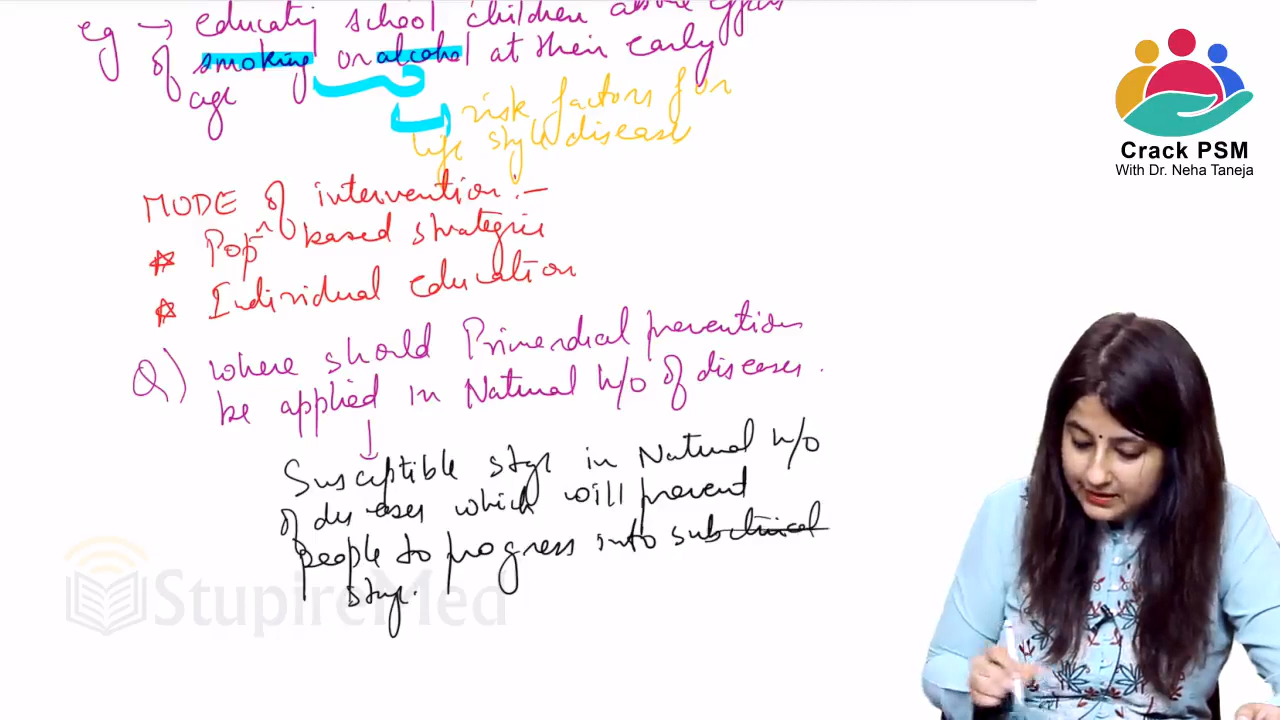 eg → educating school children about effects
of smoking or alcohol at their early
age
risk factors for
life style disease
MODE of intervention:-
* Popⁿ based strategies
* Individual education
Q) where should Primordial prevention
be applied in Natural h/o of diseases.
↓
Susceptible stage in Natural h/o
of diseases which will prevent
people to progress into subclinical
stage.
Crack PSM
With Dr. Neha Taneja
StupireMed